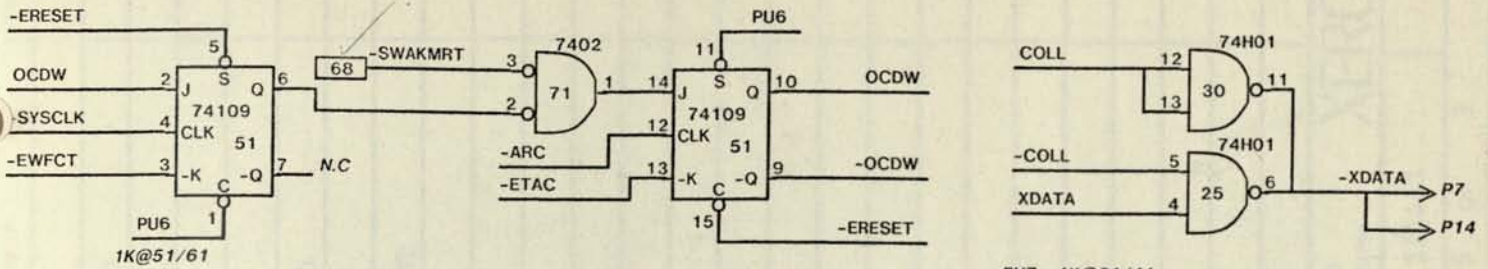 -ERESET
5
S
OCDW
2
J
Q
6
74109
-SYSCLK
4
CLK
51
-EWFCT
3
-K
-Q
7
N.C
C
1
PU6
1K@51/61
68
-SWAKMRT
7402
3
2
71
1
PU6
11
S
14
J
Q
10
OCDW
74109
12
CLK
51
-ARC
-ETAC
13
-K
-Q
9
-OCDW
C
15
-ERESET
74H01
COLL
12
13
30
11
74H01
-COLL
5
XDATA
4
25
6
-XDATA
P7
P14